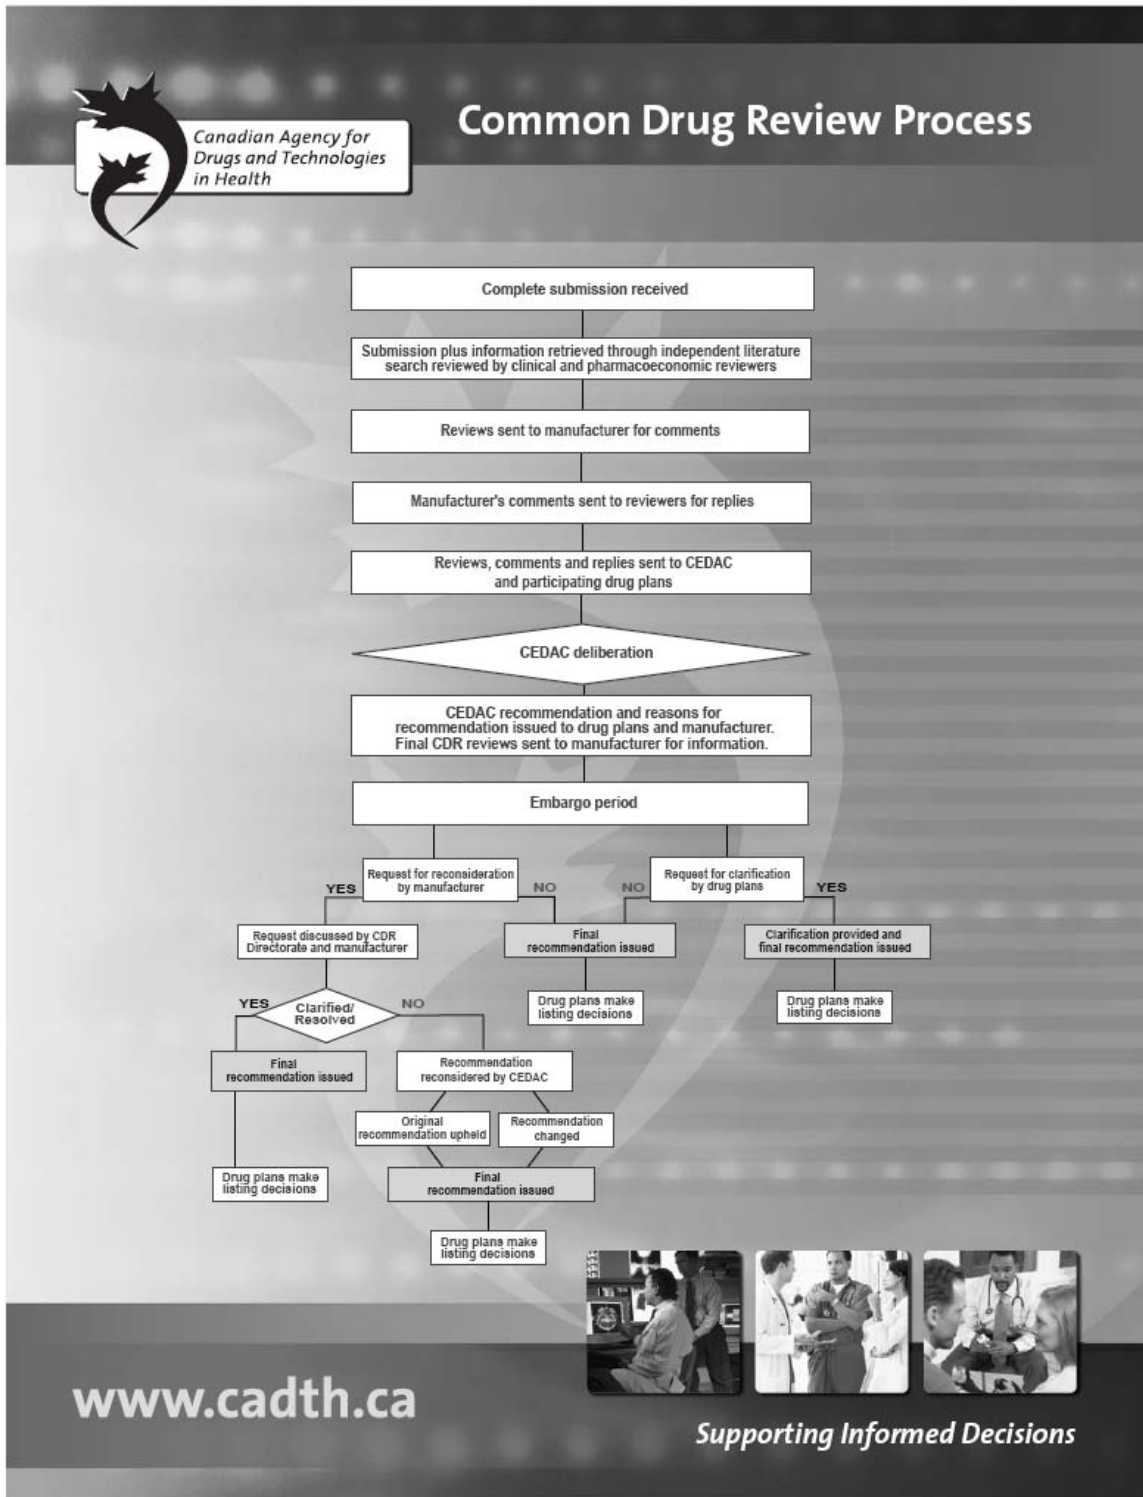 Canadian Agency for
Drugs and Technologies
in Health
Common Drug Review Process
Complete submission received
Submission plus information retrieved through independent literature
search reviewed by clinical and pharmacoeconomic reviewers
Reviews sent to manufacturer for comments
Manufacturer's comments sent to reviewers for replies
Reviews, comments and replies sent to CEDAC
and participating drug plans
CEDAC deliberation
CEDAC recommendation and reasons for
recommendation issued to drug plans and manufacturer.
Final CDR reviews sent to manufacturer for information.
Embargo period
Request for reconsideration
by manufacturer
Request for clarification
by drug plans
YES
NO
NO
YES
Request discussed by CDR
Directorate and manufacturer
Final
recommendation issued
Clarification provided and
final recommendation issued
YES
Clarified/
Resolved
NO
Drug plans make
listing decisions
Drug plans make
listing decisions
Final
recommendation issued
Recommendation
reconsidered by CEDAC
Original
recommendation upheld
Recommendation
changed
Drug plans make
listing decisions
Final
recommendation issued
Drug plans make
listing decisions
www.cadth.ca
Supporting Informed Decisions